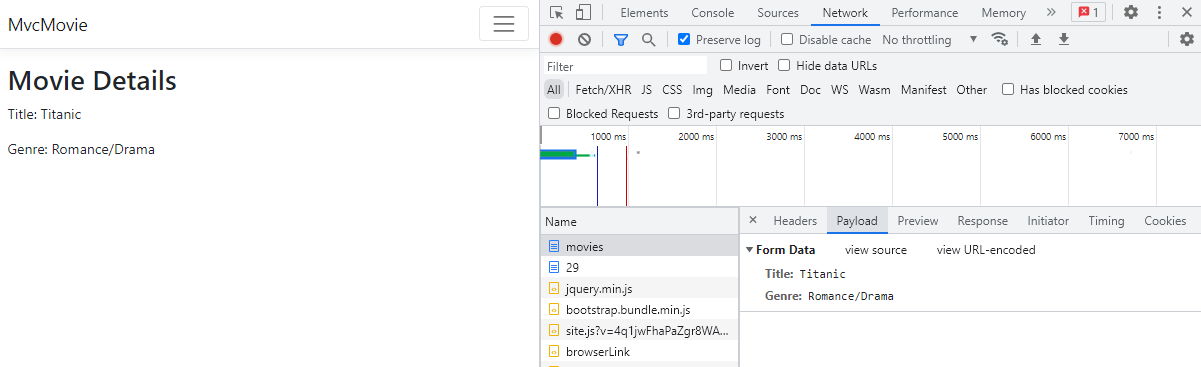 MvcMovie
Movie Details
Title: Titanic
Genre: Romance/Drama
Elements Console Sources Network Performance Memory » 1
Preserve log Disable cache No throttling
Filter Invert Hide data URLs
All Fetch/XHR JS CSS Img Media Font Doc WS Wasm Manifest Other Has blocked cookies
Blocked Requests 3rd-party requests
1000 ms 2000 ms 3000 ms 4000 ms 5000 ms 6000 ms 7000 ms
Name
movies
29
jquery.min.js
bootstrap.bundle.min.js
site.js?v=4q1jwFhaPaZgr8WA...
browserLink
Headers Payload Preview Response Initiator Timing Cookies
Form Data view source view URL-encoded
Title: Titanic
Genre: Romance/Drama